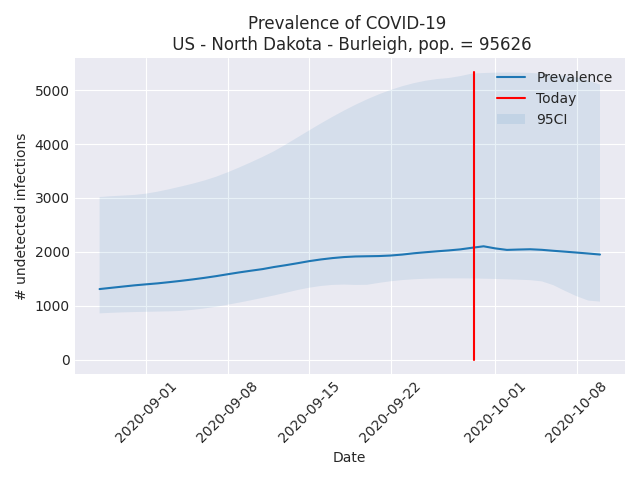 Prevalence of COVID-19
US - North Dakota - Burleigh, pop. = 95626
Prevalence
Today
95CI
# undetected infections
5000
4000
3000
2000
1000
0
2020-09-01
2020-09-08
2020-09-15
2020-09-22
2020-10-01
2020-10-08
Date